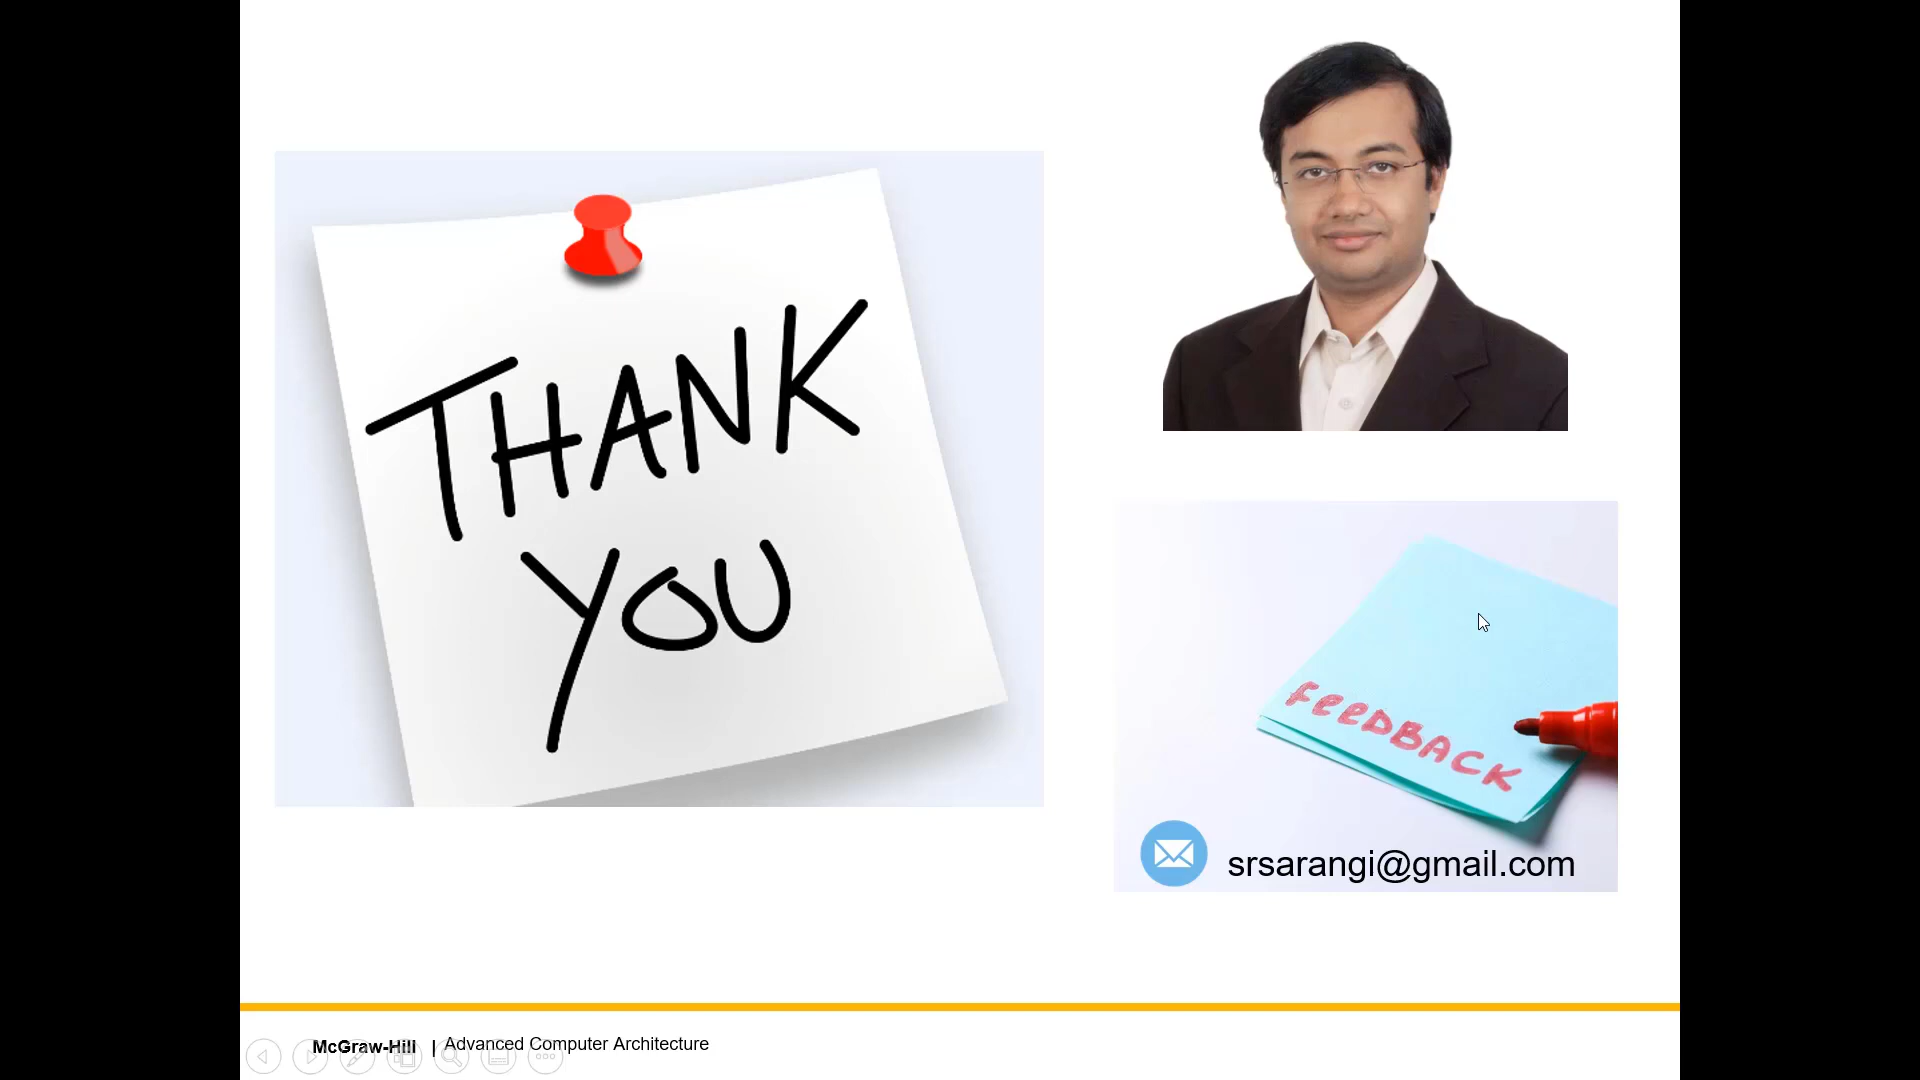 THANK
YOU
FEEDBACK
srsarangi@gmail.com
McGraw-Hill | Advanced Computer Architecture